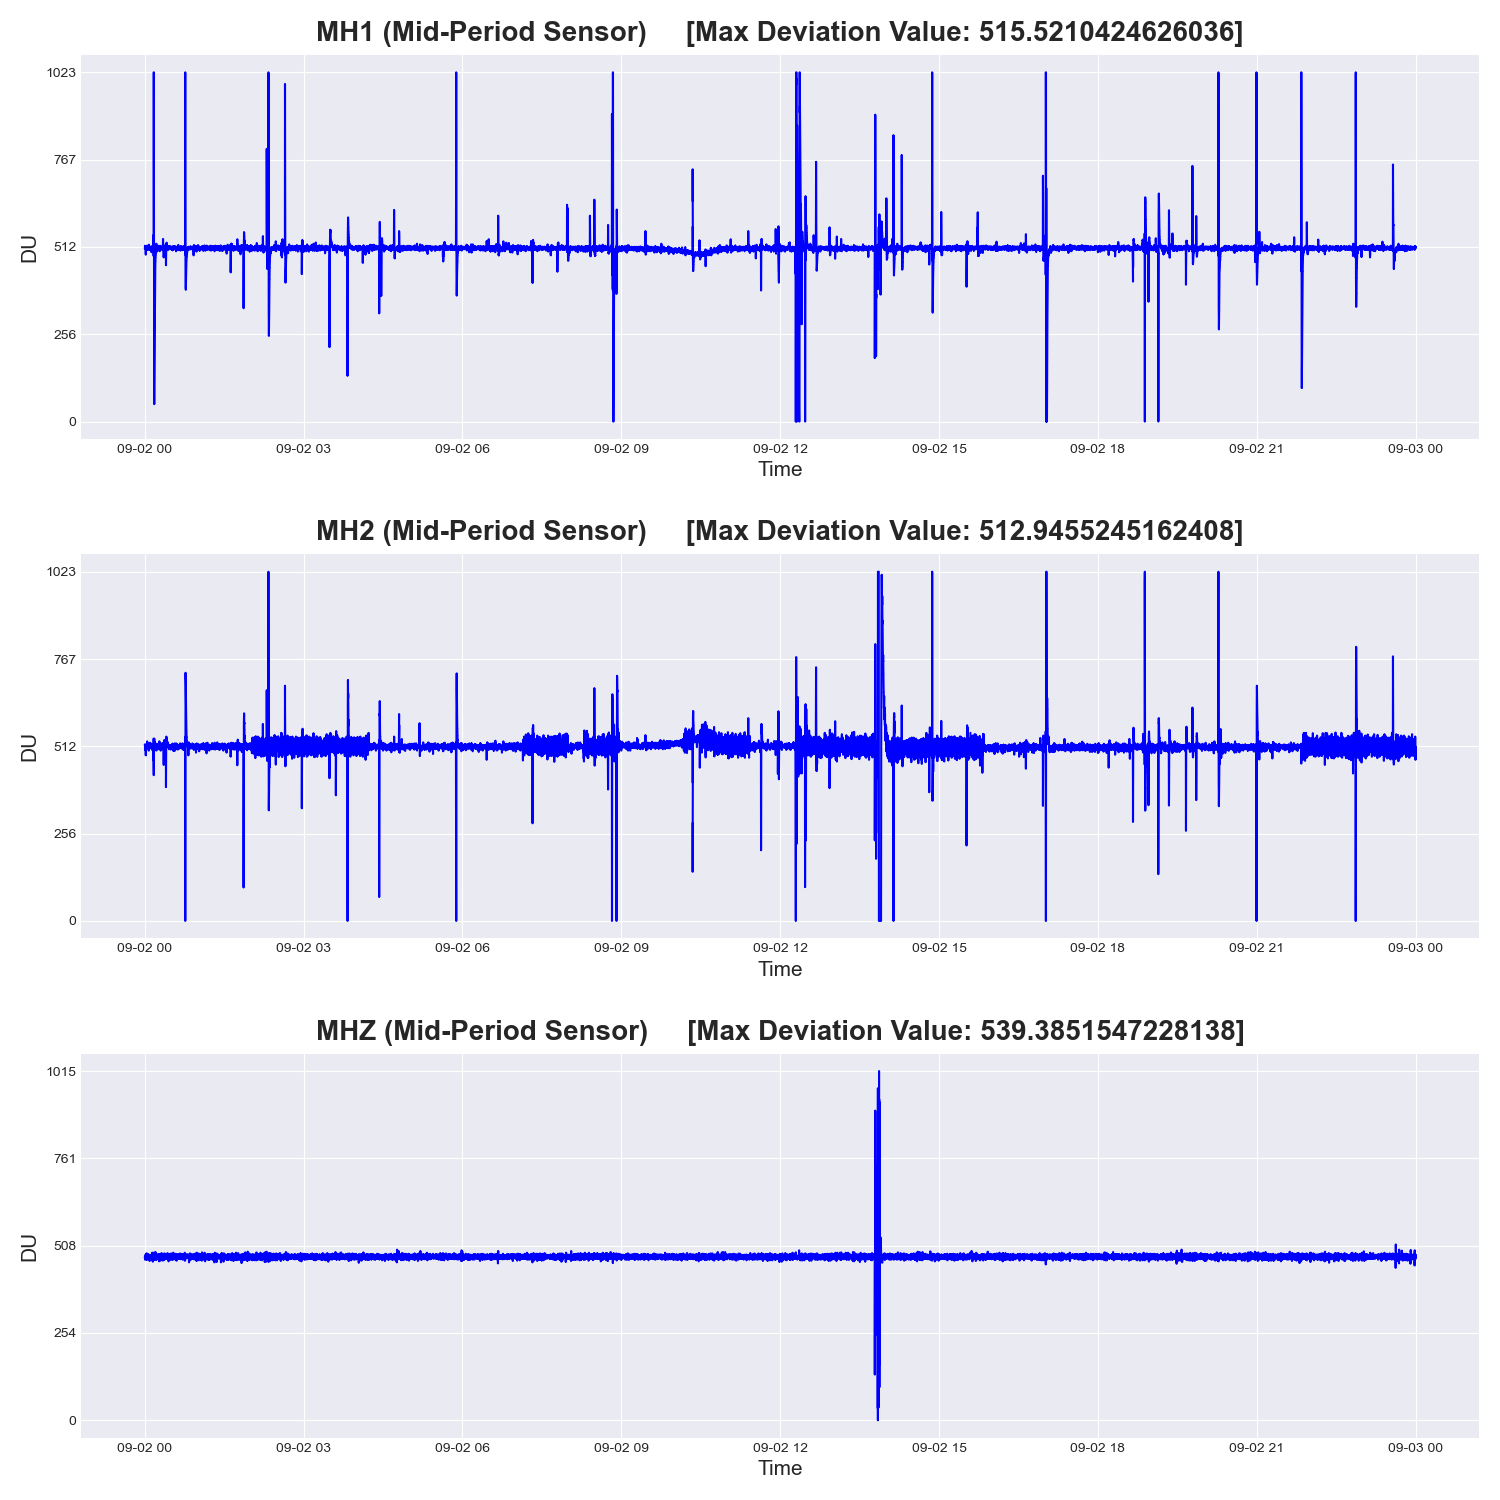 MH1 (Mid-Period Sensor) [Max Deviation Value: 515.5210424626036]
1023
767
512
256
0
DU
09-02 00 09-02 03 09-02 06 09-02 09 09-02 12 09-02 15 09-02 18 09-02 21 09-03 00
Time
MH2 (Mid-Period Sensor) [Max Deviation Value: 512.9455245162408]
1023
767
512
256
0
DU
09-02 00 09-02 03 09-02 06 09-02 09 09-02 12 09-02 15 09-02 18 09-02 21 09-03 00
Time
MHZ (Mid-Period Sensor) [Max Deviation Value: 539.3851547228138]
1015
761
508
254
0
DU
09-02 00 09-02 03 09-02 06 09-02 09 09-02 12 09-02 15 09-02 18 09-02 21 09-03 00
Time